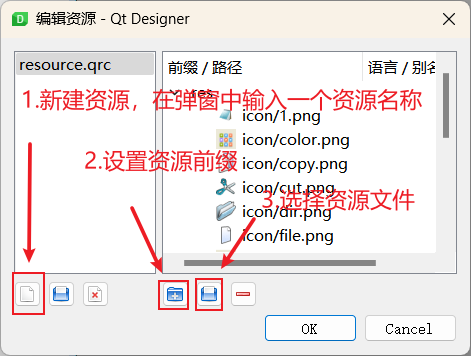 编辑资源 - Qt Designer
resource.qrc
前缀 / 路径
语言 / 别名
res
1.新建资源，在弹窗中输入一个资源名称
icon/1.png
icon/color.png
2.设置资源前缀
icon/copy.png
icon/cut.png
3.选择资源文件
icon/dir.png
icon/file.png
OK
Cancel